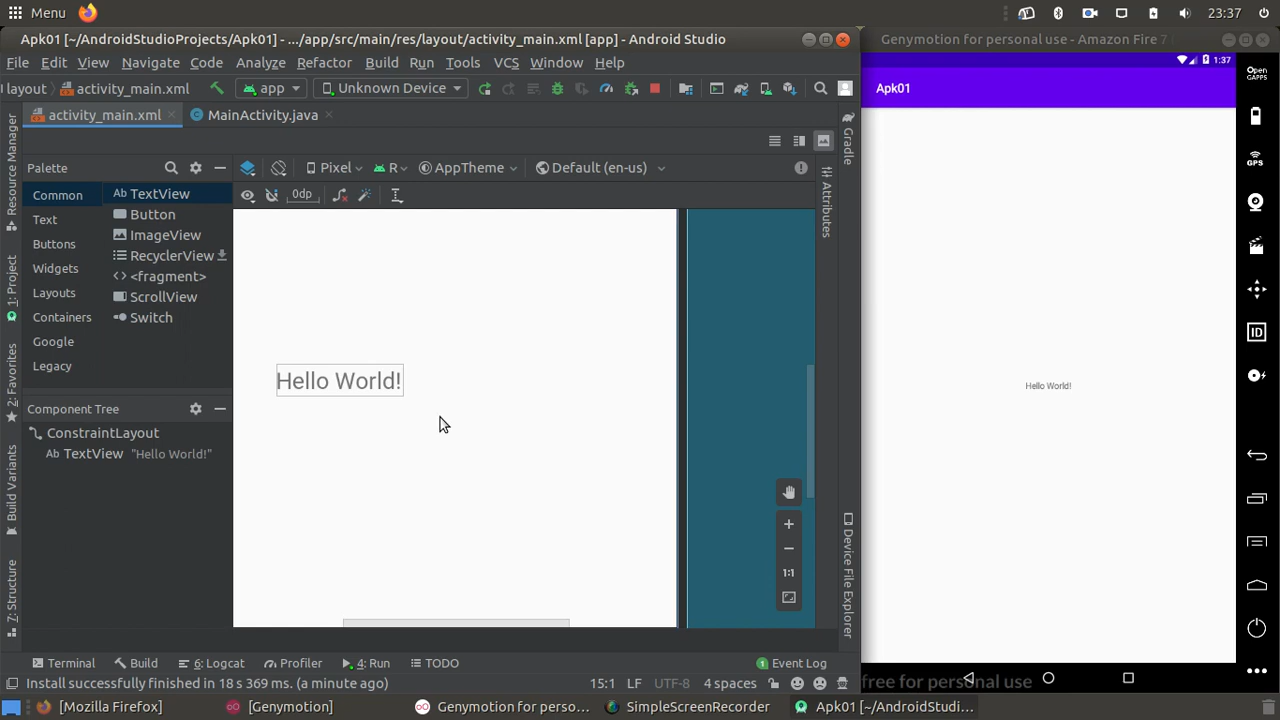 Menu
23:37
Apk01 [~/AndroidStudioProjects/Apk01] - .../app/src/main/res/layout/activity_main.xml [app] - Android Studio
Genymotion for personal use - Amazon Fire 7 (
File Edit View Navigate Code Analyze Refactor Build Run Tools VCS Window Help
layout activity_main.xml app Unknown Device
activity_main.xml MainActivity.java
Palette
Pixel R AppTheme Default (en-us)
0dp
Common
Text
Buttons
Widgets
Layouts
Containers
Google
Legacy
Ab TextView
Button
ImageView
RecyclerView
<fragment>
ScrollView
Switch
Component Tree
ConstraintLayout
Ab TextView "Hello World!"
Hello World!
1:1
Resource Manager
1: Project
2: Favorites
Build Variants
7: Structure
Gradle
Attributes
Device File Explorer
1:37
Apk01
Hello World!
Open
GAPPS
GPS
ID
free for personal use
Terminal Build 6: Logcat Profiler 4: Run TODO 1 Event Log
Install successfully finished in 18 s 369 ms. (a minute ago) 15:1 LF UTF-8 4 spaces
[Mozilla Firefox] [Genymotion] Genymotion for perso... SimpleScreenRecorder Apk01 [~/AndroidStudi...